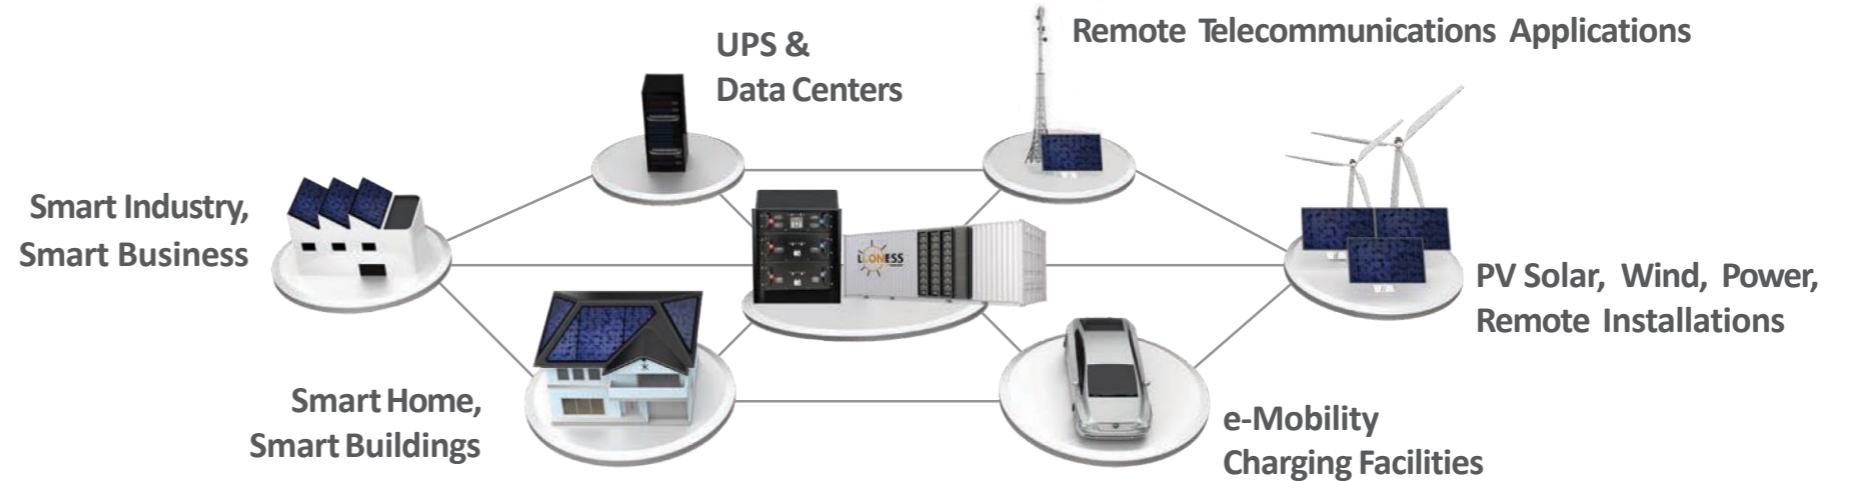 UPS &
Data Centers
Remote Telecommunications Applications
Smart Industry,
Smart Business
LIONESS
PV Solar, Wind, Power,
Remote Installations
Smart Home,
Smart Buildings
e-Mobility
Charging Facilities